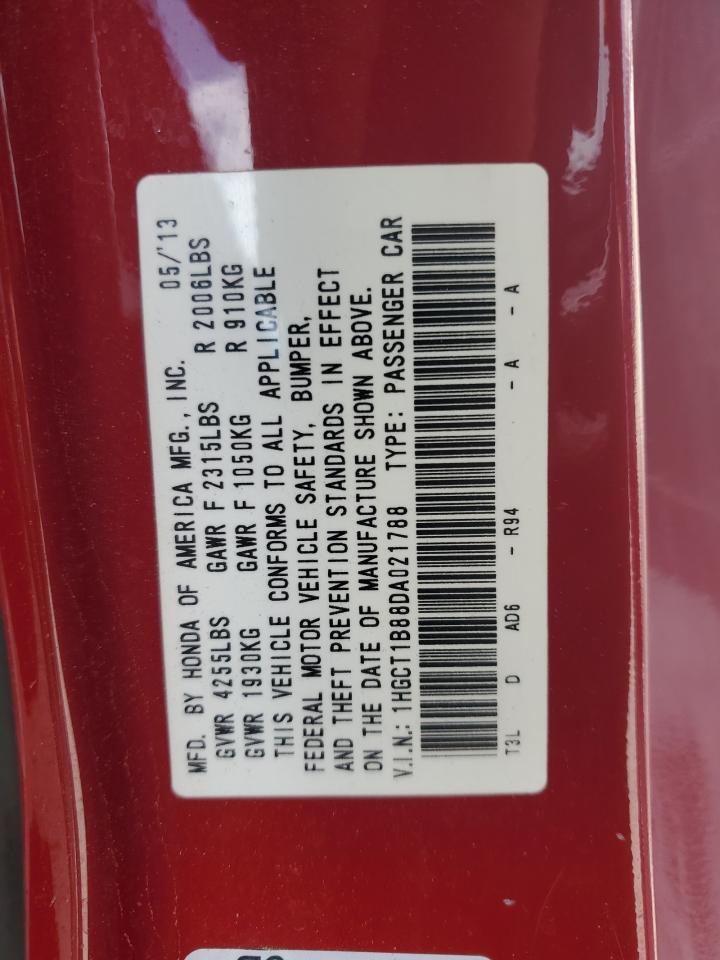 MFD. BY HONDA OF AMERICA MFG., INC. 05/'13
GVWR 4255LBS GAWR F 2315LBS R 2006LBS
GVWR 1930KG GAWR F 1050KG R 910KG
THIS VEHICLE CONFORMS TO ALL APPLICABLE
FEDERAL MOTOR VEHICLE SAFETY, BUMPER,
AND THEFT PREVENTION STANDARDS IN EFFECT
ON THE DATE OF MANUFACTURE SHOWN ABOVE.
V.I.N.: 1HGCT1B88DA021788 TYPE: PASSENGER CAR
T3L D AD6 - R94 - A - A